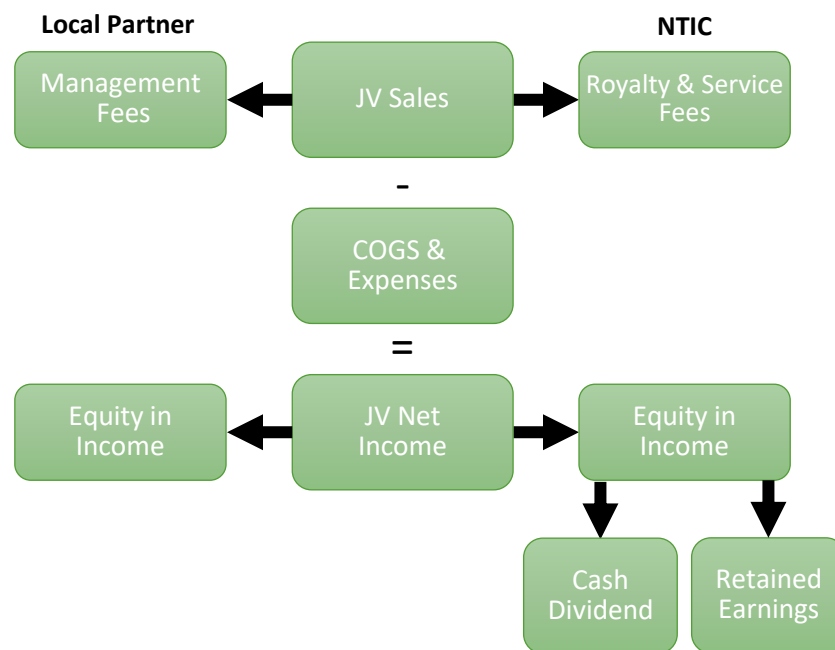 Local Partner
NTIC
Management
Fees
JV Sales
Royalty & Service
Fees
-
COGS &
Expenses
=
Equity in
Income
JV Net
Income
Equity in
Income
Cash
Dividend
Retained
Earnings